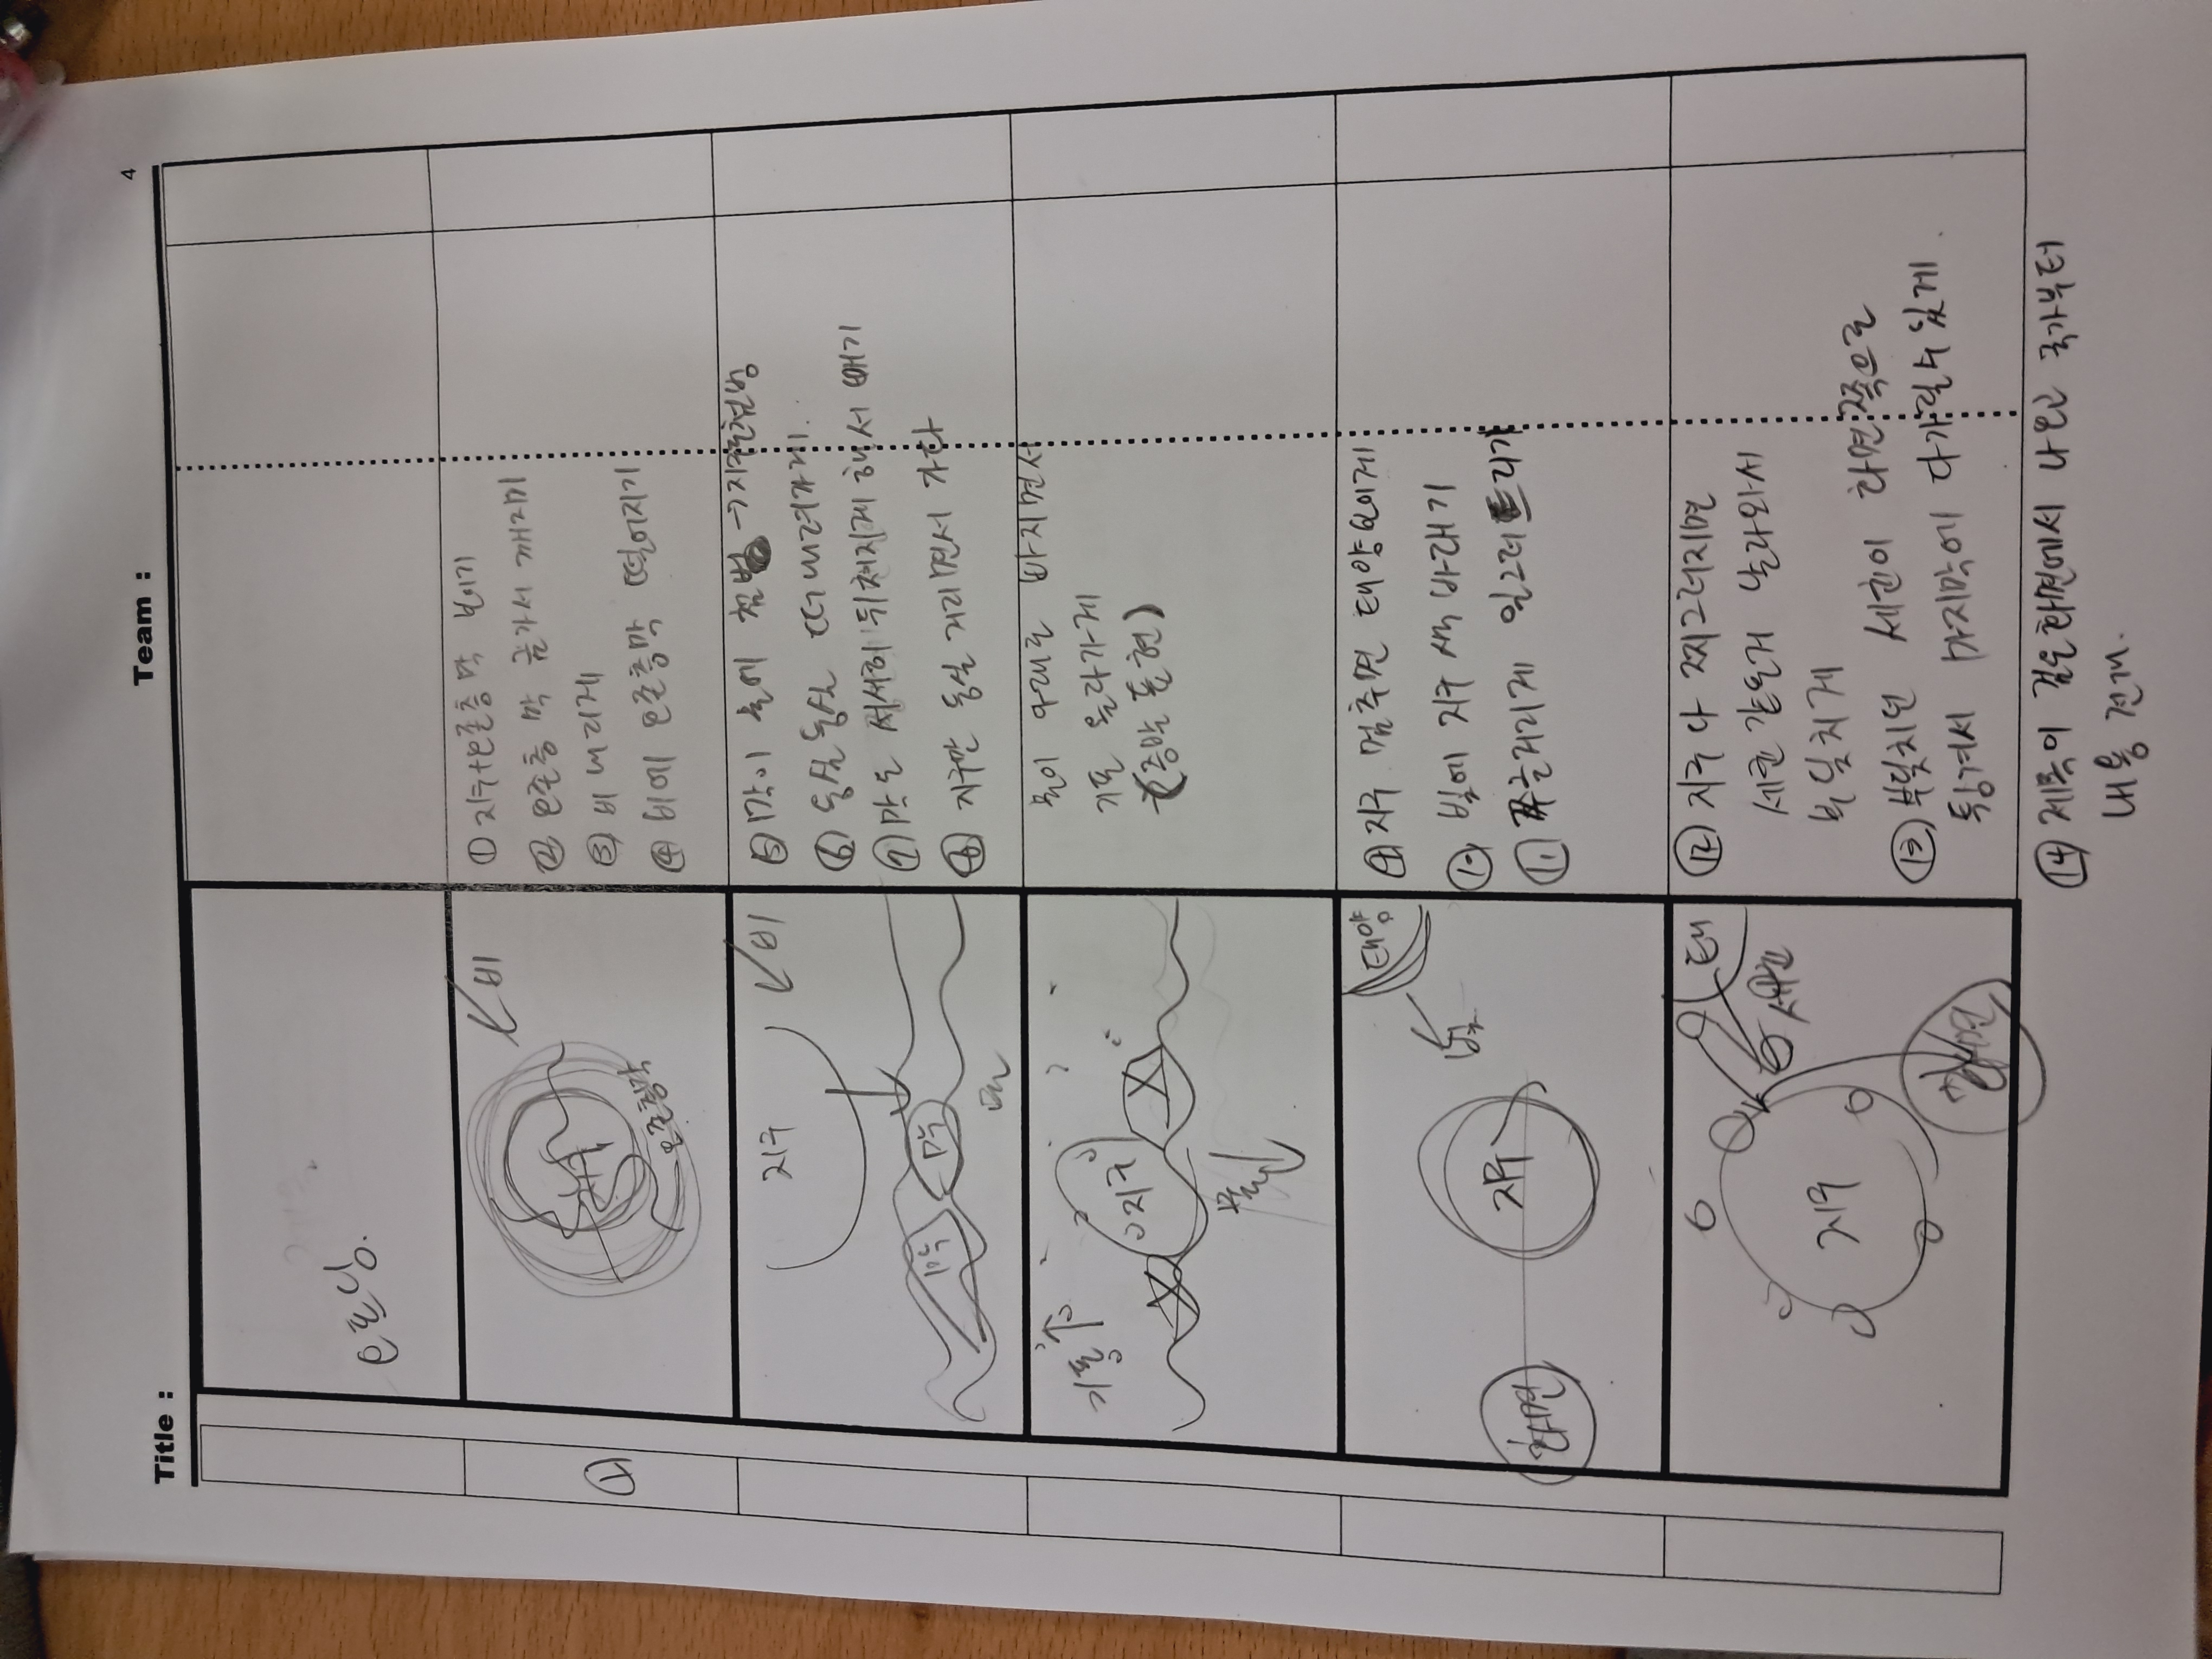 Title :
Team :
4
오프닝.
①
비
지구
오존층막
① 지구+오존층 막 보이기
② 오존층 막 금가서 깨지기
③ 비 내리게
④ 비에 오존층막 떨어지기
지구
비
막
막
물
⑤ 막이 물에 첨벙 → 지구도 첨벙
⑥ 둥실둥실 떠내려가게.
⑦ 막도 서서히 뒤쳐지게 해서 빼기
⑧ 지구만 둥실 거리면서 가다
기포
지구
물
물이 아래로 빠지면서
기포 올라가게
(증발 표현)
태양
빛
지구
화면
⑨ 지구 멈추면 태양보이게
⑩ 빛에 지구 색 바래기
⑪ 쭈글거리게 일그러트리기
태
세균
지구
화면
⑫ 지구 다 찌그러지면
세균 같은거 날라와서
부딪치게
⑬ 부딪치던 세균이 화면쪽으로
튕겨서 마지막에 다가릴수 있게.
⑭ 제목이 검은화면에서 나오고 국가부터
내용 전개.